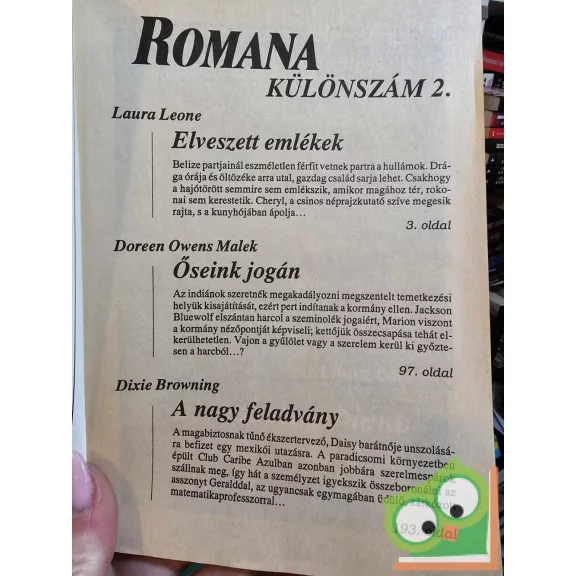 ROMANA
KÜLÖNSZÁM 2.
Laura Leone
Elveszett emlékek
Belize partjainál eszméletlen férfit vetnek partra a hullámok. Drá-
ga órája és öltözéke arra utal, gazdag család sarja lehet. Csakhogy
a hajótörött semmire sem emlékszik, amikor magához tér, roko-
nai sem kerestetik. Cheryl, a csinos néprajzkutató szíve megesik
rajta, s a kunyhójában ápolja...
3. oldal
Doreen Owens Malek
Őseink jogán
Az indiánok szeretnék megakadályozni megszentelt temetkezési
helyük kisajátítását, ezért pert indítanak a kormány ellen. Jackson
Bluewolf elszántan harcol a szeminolék jogaiért, Marion viszont
a kormány nézőpontját képviseli; kettőjük összecsapása tehát el-
kerülhetetlen. Vajon a gyűlölet vagy a szerelem kerül ki győzte-
sen a harcból...?
97. oldal
Dixie Browning
A nagy feladvány
A magabiztosnak tűnő ékszertervező, Daisy barátnője unszolásá-
ra befizet egy mexikói utazásra. A paradicsomi környezetben
épült Club Caribe Azulban azonban jobbára szerelmespárok
szállnak meg, így hát a személyzet igyekszik összeboronálni az
asszonyt Geralddal, az ugyancsak egymagában üdülő, zárkózott
matematikaprofesszorral...
193. oldal